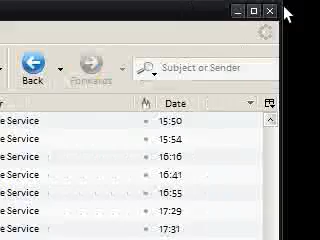 Subject or Sender
Back
Forwards
r
Date
e Service 15:50
e Service 15:54
e Service 16:16
e Service 16:41
e Service 16:55
e Service 17:29
e Service 17:31